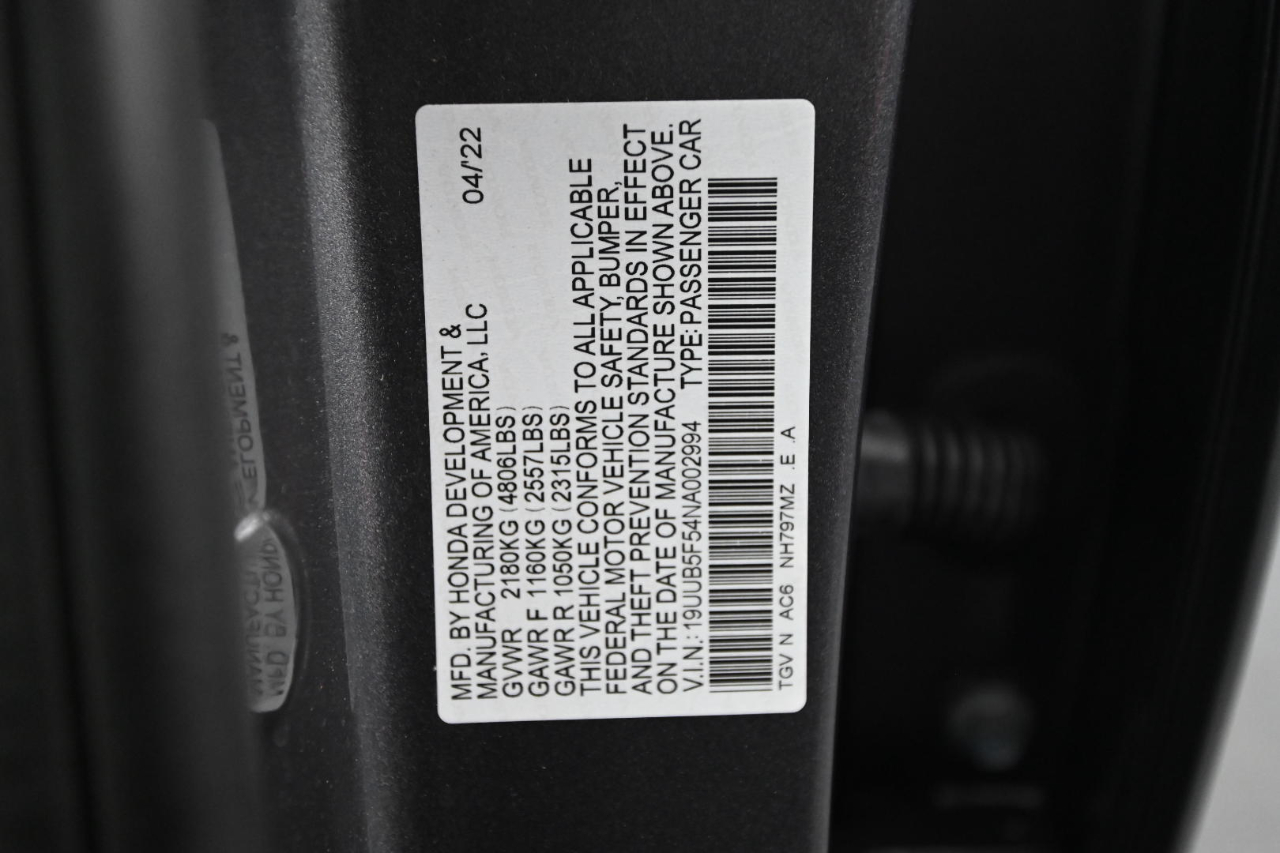 MFD. BY HONDA DEVELOPMENT & 04/'22
MANUFACTURING OF AMERICA, LLC
GVWR 2180KG (4806LBS)
GAWR F 1160KG (2557LBS)
GAWR R 1050KG (2315LBS)
THIS VEHICLE CONFORMS TO ALL APPLICABLE
FEDERAL MOTOR VEHICLE SAFETY, BUMPER,
AND THEFT PREVENTION STANDARDS IN EFFECT
ON THE DATE OF MANUFACTURE SHOWN ABOVE.
V.I.N.: 19UUB5F54NA002994 TYPE: PASSENGER CAR
TGV N AC6 NH797MZ .E .A